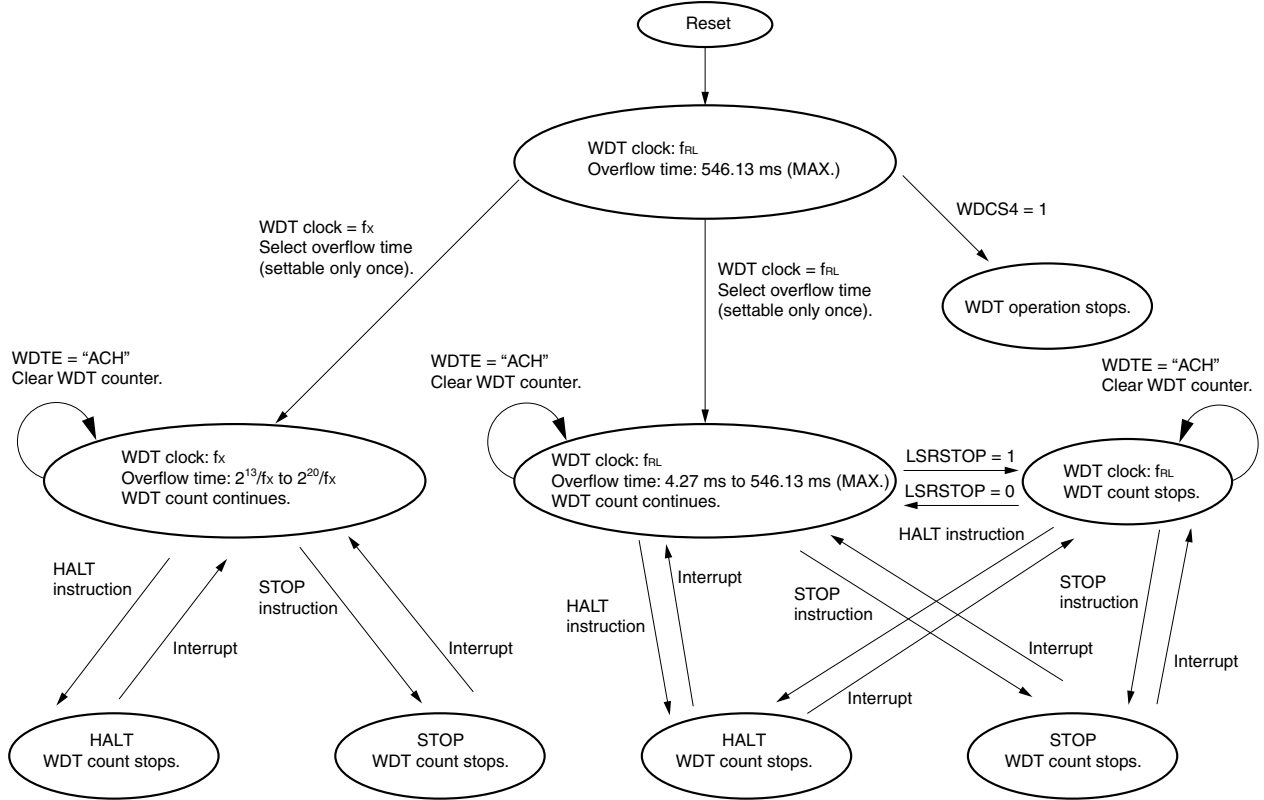 Reset
WDT clock: fRL
Overflow time: 546.13 ms (MAX.)
WDCS4 = 1
WDT clock = fX
Select overflow time
(settable only once).
WDT clock = fRL
Select overflow time
(settable only once).
WDT operation stops.
WDTE = “ACH”
Clear WDT counter.
WDTE = “ACH”
Clear WDT counter.
WDTE = “ACH”
Clear WDT counter.
WDT clock: fX
Overflow time: 2¹³/fX to 2²⁰/fX
WDT count continues.
WDT clock: fRL
Overflow time: 4.27 ms to 546.13 ms (MAX.)
WDT count continues.
LSRSTOP = 1
LSRSTOP = 0
WDT clock: fRL
WDT count stops.
HALT instruction
HALT
instruction
Interrupt
STOP
instruction
Interrupt
HALT
instruction
Interrupt
STOP
instruction
Interrupt
Interrupt
STOP
instruction
Interrupt
HALT
WDT count stops.
STOP
WDT count stops.
HALT
WDT count stops.
STOP
WDT count stops.